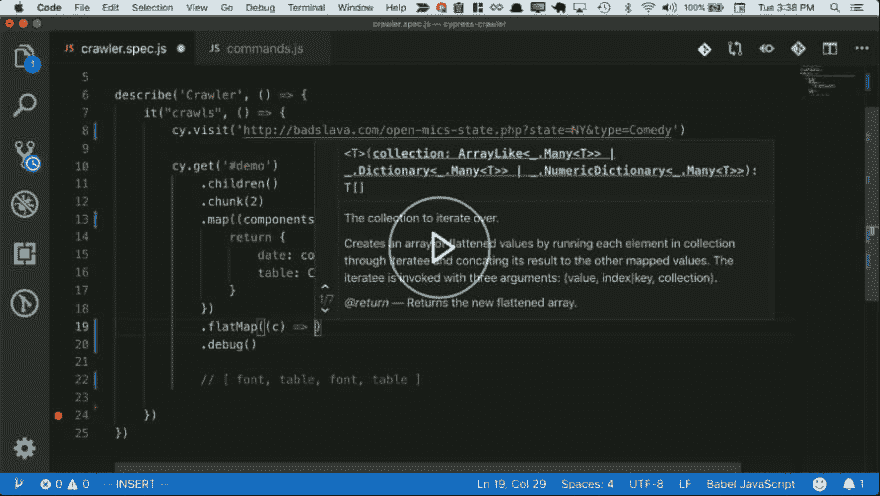 Code File Edit Selection View Go Debug Terminal Window Help 100% Tue 3:38 PM
crawler.spec.js — cypress-crawler
JS crawler.spec.js JS commands.js
5
6 describe('Crawler', () => {
7 it("crawls", () => {
8 cy.visit('http://badslava.com/open-mics-state.php?state=NY&type=Comedy')
9
10 cy.get('#demo')
11 .children()
12 .chunk(2)
13 .map((components
14 return {
15 date: co
16 table: C
17 }
18 })
19 .flatMap((c) => )
20 .debug()
21
22 // [ font, table, font, table ]
23
24 })
25 })
<T>(collection: ArrayLike<_.Many<T>> |
_.Dictionary<_.Many<T>> | _.NumericDictionary<_.Many<T>>):
T[]
The collection to iterate over.
Creates an array of flattened values by running each element in collection
through iteratee and concating its result to the other mapped values. The
iteratee is invoked with three arguments: (value, index|key, collection).
@return — Returns the new flattened array.
1/7
1
0 0 -- INSERT -- Ln 19, Col 29 Spaces: 4 UTF-8 LF Babel JavaScript 1